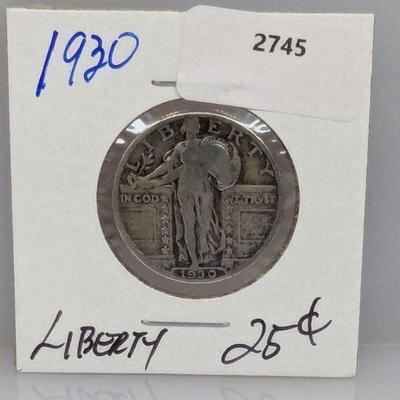 1930
2745
LIBERTY
IN GOD WE TRUST
1930
LIBERTY 25¢